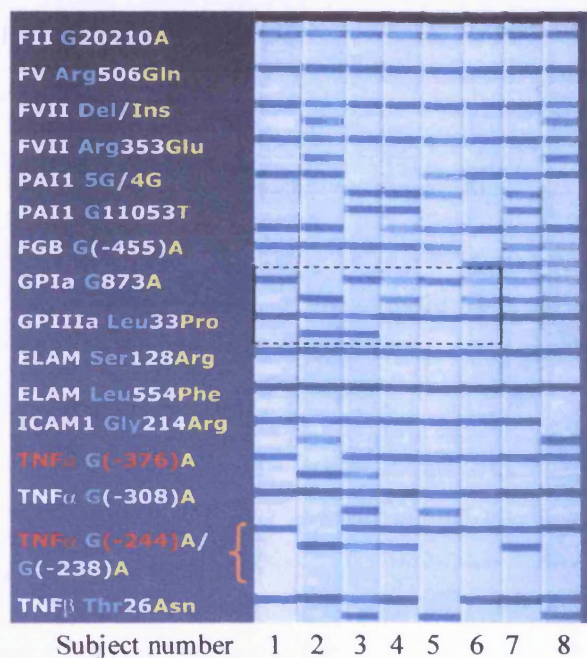 FII G20210A
FV Arg506Gln
FVII Del/Ins
FVII Arg353Glu
PAI1 5G/4G
PAI1 G11053T
FGB G(-455)A
GPIa G873A
GPIIIa Leu33Pro
ELAM Ser128Arg
ELAM Leu554Phe
ICAM1 Gly214Arg
TNFα G(-376)A
TNFα G(-308)A
TNFα G(-244)A/
G(-238)A
TNFβ Thr26Asn
Subject number 1 2 3 4 5 6 7 8